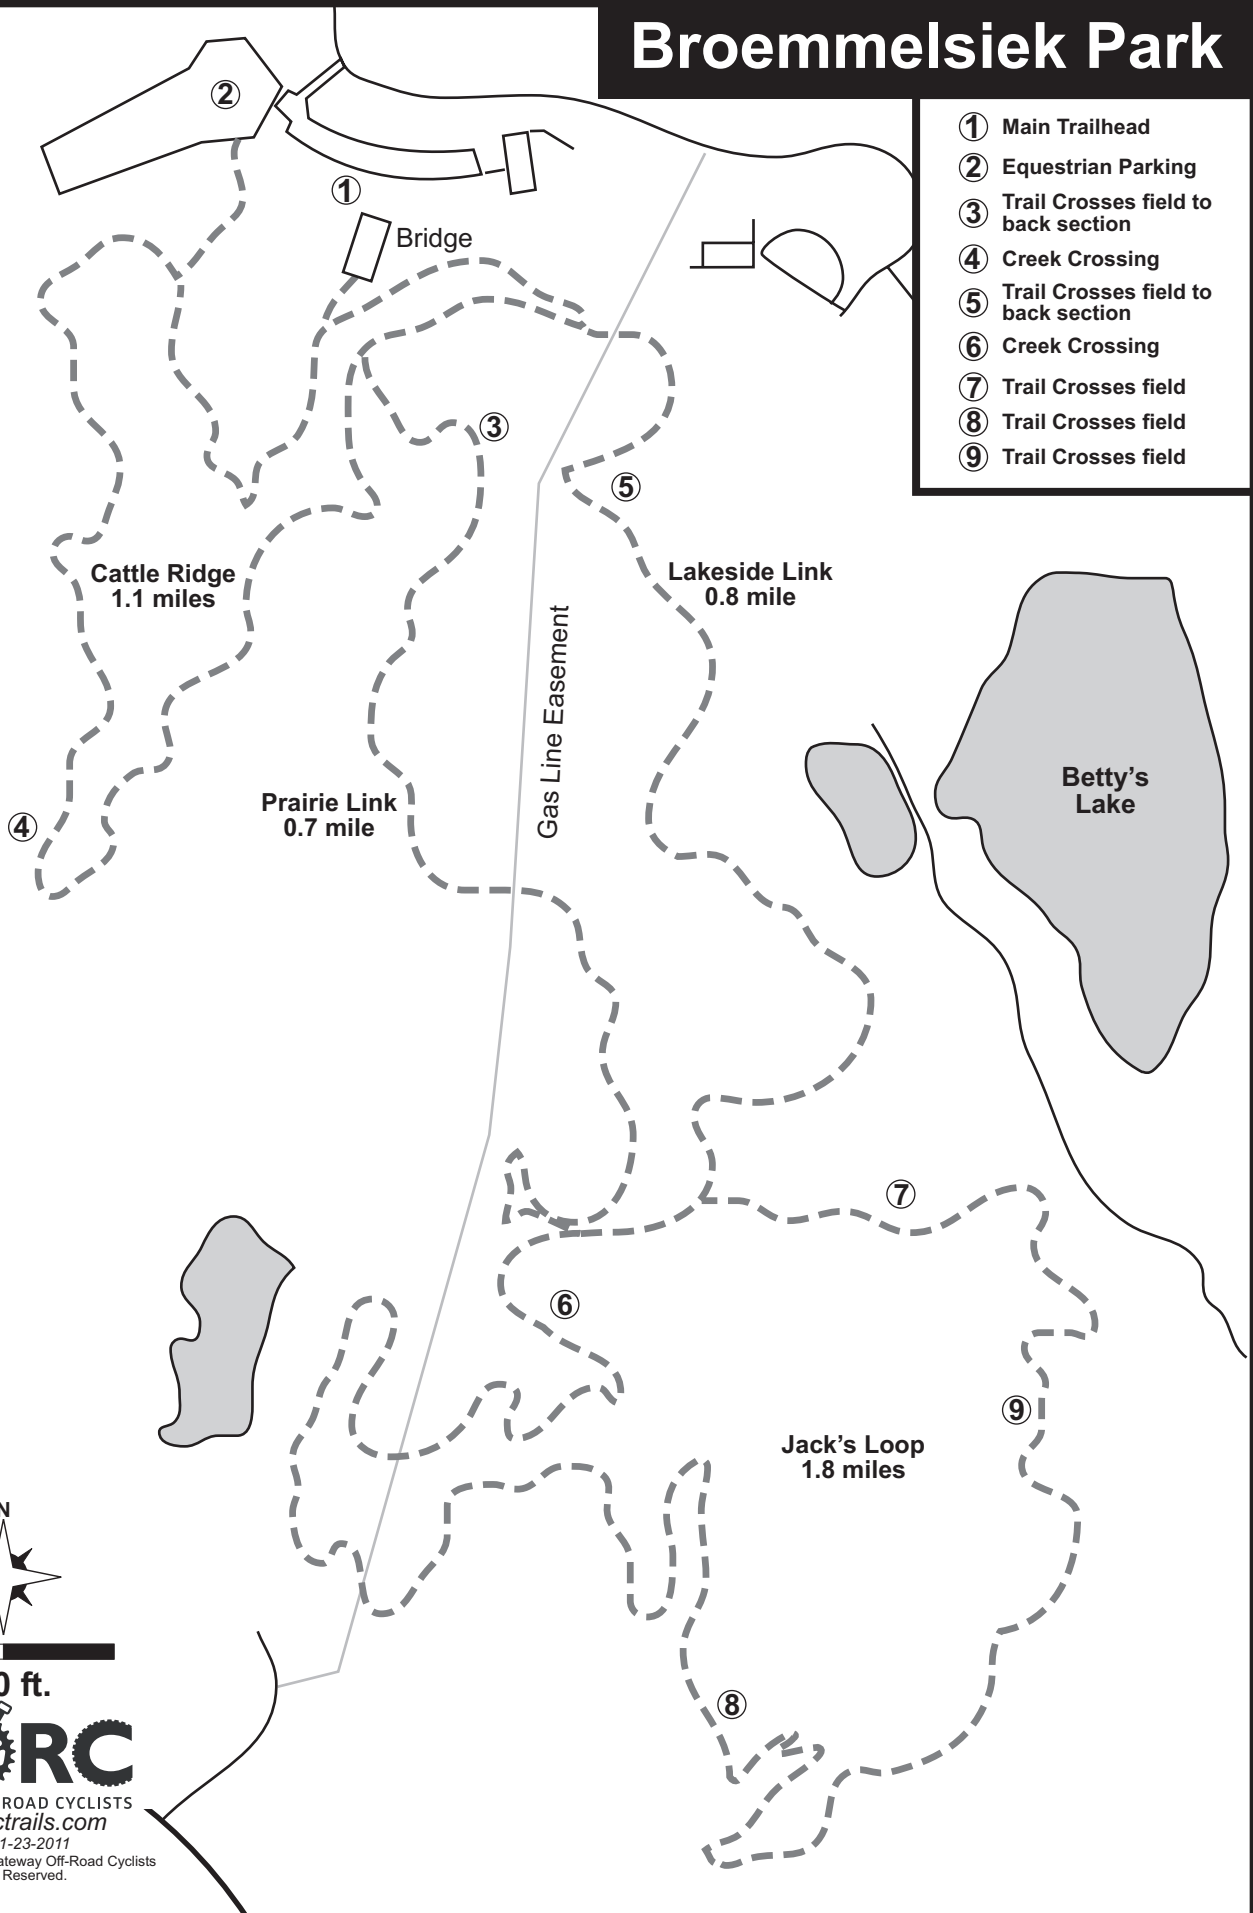 Broemmelsiek Park
1 Main Trailhead
2 Equestrian Parking
3 Trail Crosses field to
back section
4 Creek Crossing
5 Trail Crosses field to
back section
6 Creek Crossing
7 Trail Crosses field
8 Trail Crosses field
9 Trail Crosses field
2
1
Bridge
3
5
Cattle Ridge
1.1 miles
Lakeside Link
0.8 mile
Gas Line Easement
Betty's
Lake
Prairie Link
0.7 mile
4
7
6
9
Jack's Loop
1.8 miles
8
N
0 ft.
RC
ROAD CYCLISTS
ctrails.com
1-23-2011
ateway Off-Road Cyclists
Reserved.